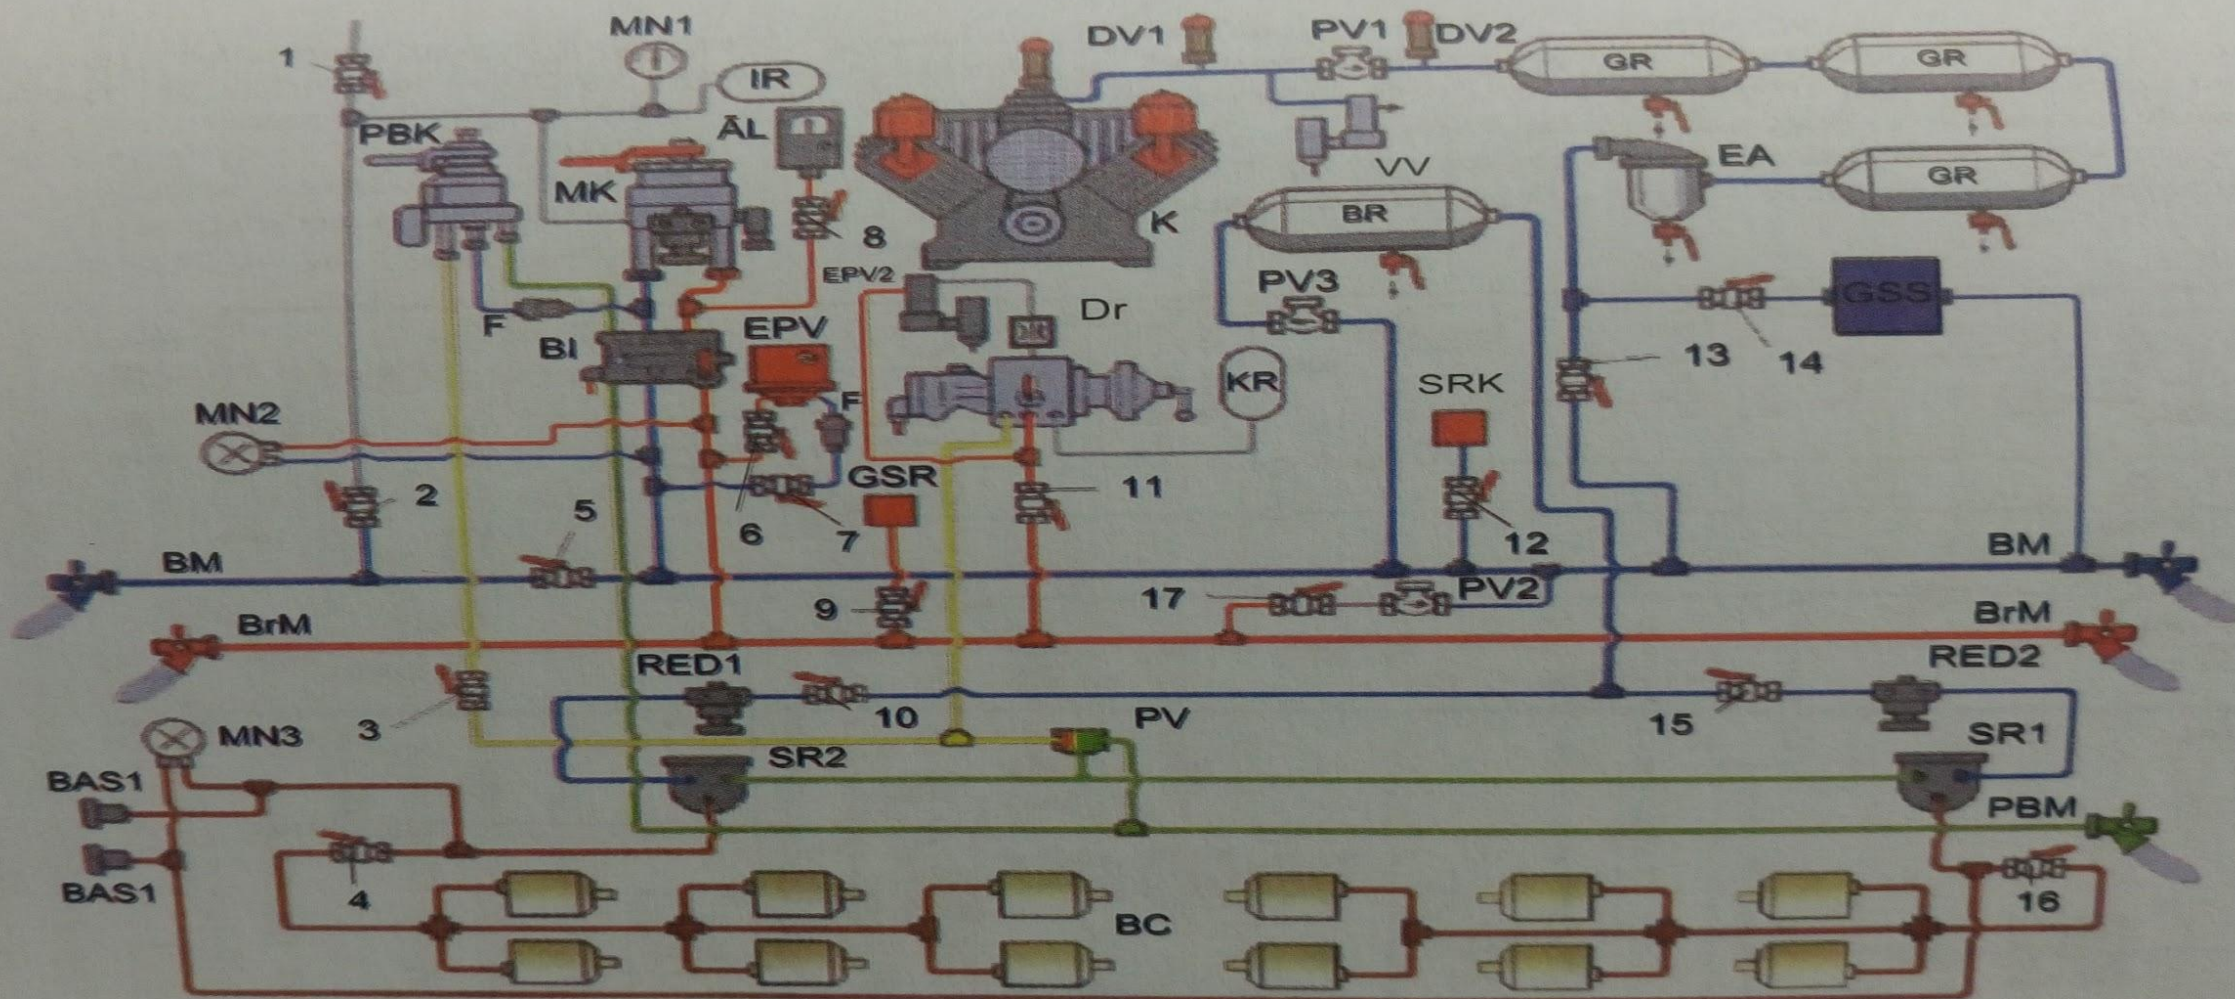 MN1
DV1
PV1
DV2
1
IR
GR
GR
PBK
ĀL
MK
K
VV
EA
BR
GR
8
EPV2
PV3
Dr
GSS
F
BI
EPV
13
14
KR
SRK
MN2
F
GSR
2
5
6
7
11
12
BM
BM
9
17
PV2
BrM
BrM
RED1
RED2
3
10
PV
15
MN3
SR2
SR1
BAS1
PBM
BAS1
4
BC
16